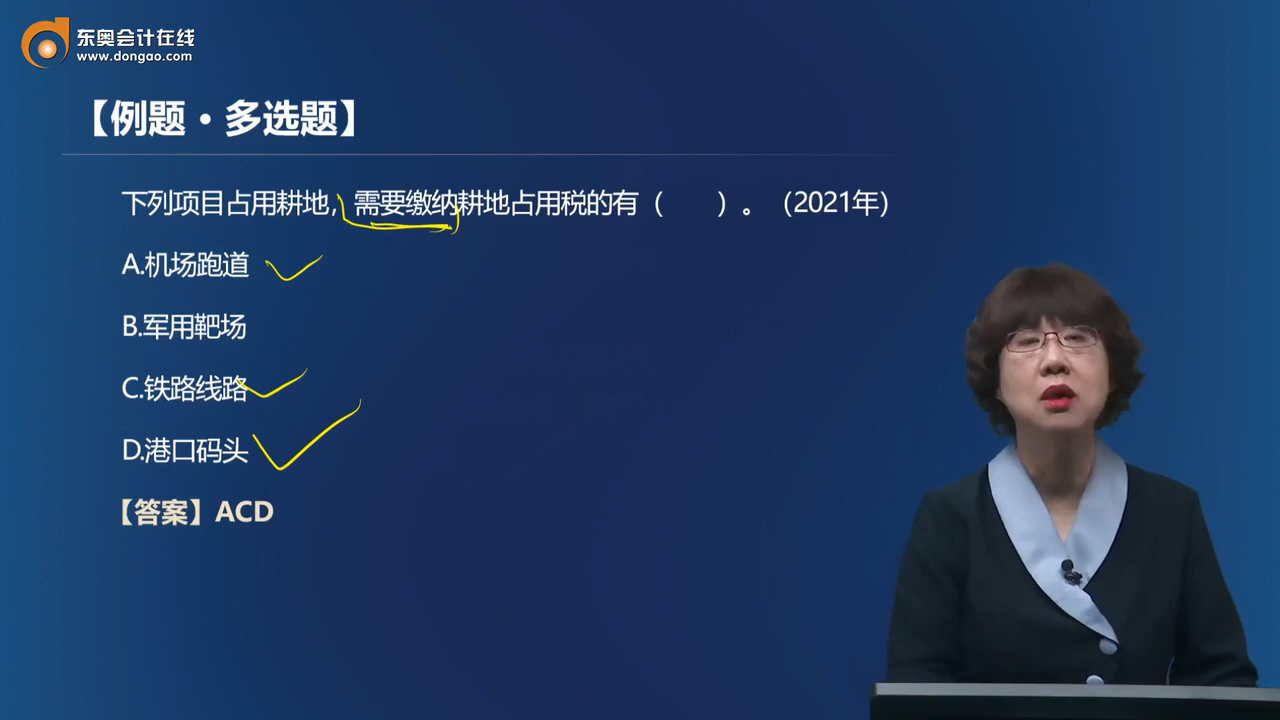 东奥会计在线
www.dongao.com
【例题·多选题】
下列项目占用耕地，需要缴纳耕地占用税的有（　　）。（2021年）
A.机场跑道
B.军用靶场
C.铁路线路
D.港口码头
【答案】ACD